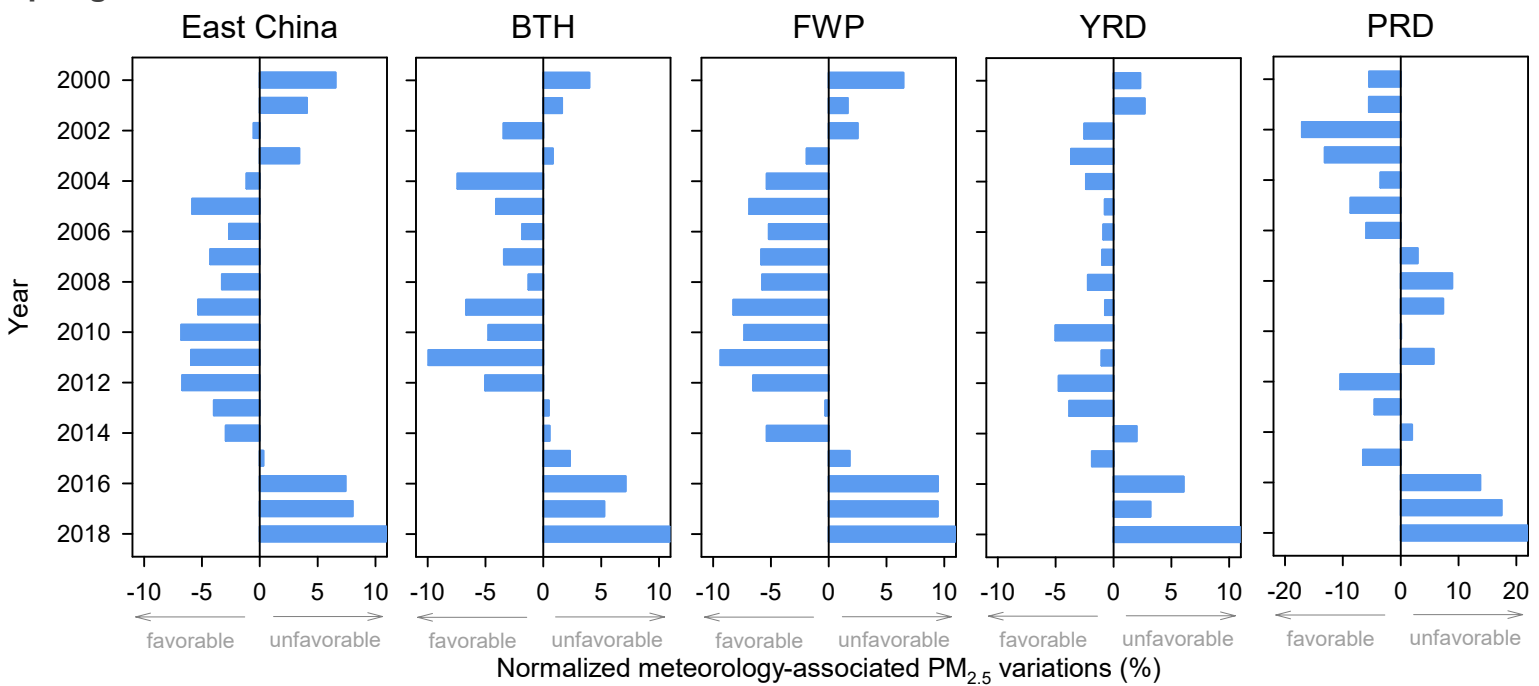 East China BTH FWP YRD PRD
2000
2002
2004
2006
2008
2010
2012
2014
2016
2018
Year
-10 -5 0 5 10 -10 -5 0 5 10 -10 -5 0 5 10 -10 -5 0 5 10 -20 -10 0 10 20
favorable unfavorable favorable unfavorable favorable unfavorable favorable unfavorable favorable unfavorable
Normalized meteorology-associated PM2.5 variations (%)